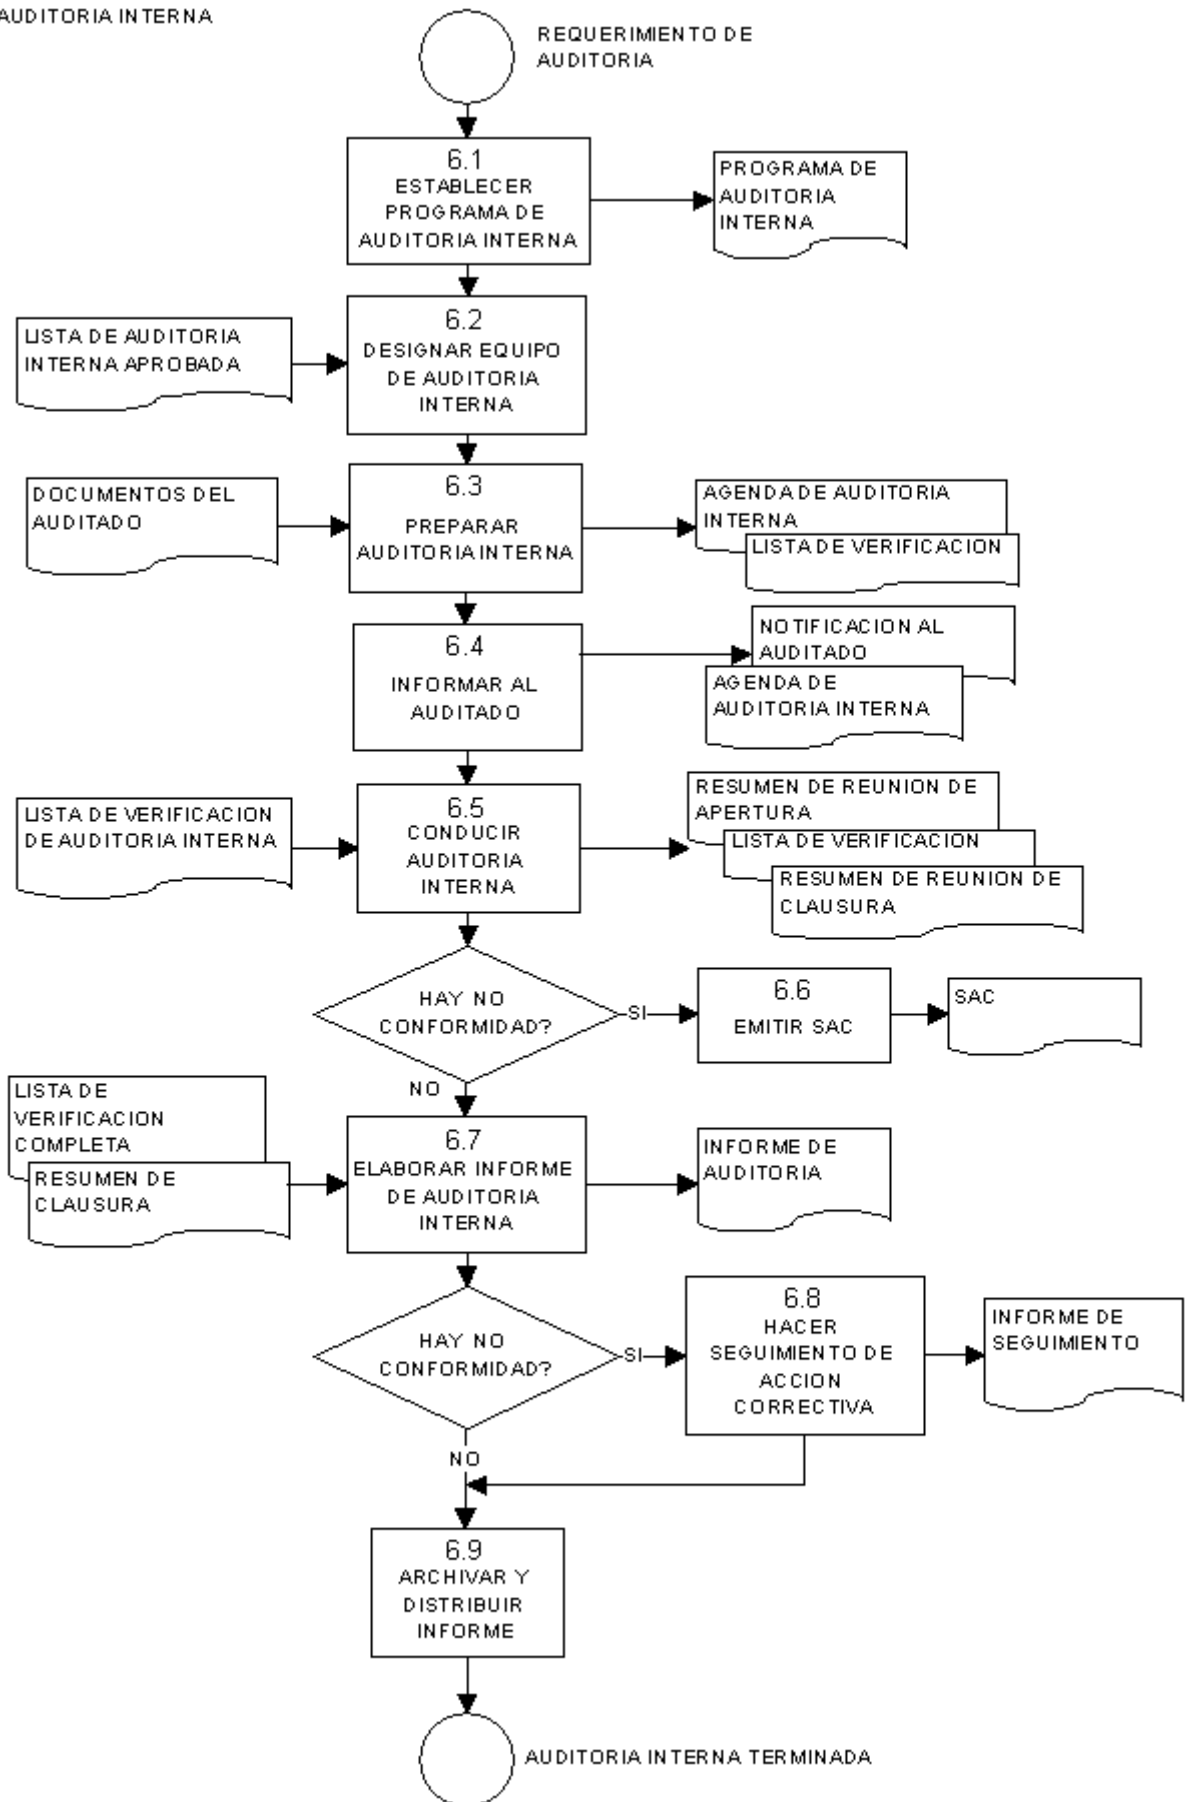 AUDITORIA INTERNA
REQUERIMIENTO DE
AUDITORIA
6.1
ESTABLECER
PROGRAMA DE
AUDITORIA INTERNA
PROGRAMA DE
AUDITORIA
INTERNA
LISTA DE AUDITORIA
INTERNA APROBADA
6.2
DESIGNAR EQUIPO
DE AUDITORIA
INTERNA
DOCUMENTOS DEL
AUDITADO
6.3
PREPARAR
AUDITORIA INTERNA
AGENDA DE AUDITORIA
INTERNA
LISTA DE VERIFICACION
6.4
INFORMAR AL
AUDITADO
NOTIFICACION AL
AUDITADO
AGENDA DE
AUDITORIA INTERNA
LISTA DE VERIFICACION
DE AUDITORIA INTERNA
6.5
CONDUCIR
AUDITORIA
INTERNA
RESUMEN DE REUNION DE
APERTURA
LISTA DE VERIFICACION
RESUMEN DE REUNION DE
CLAUSURA
HAY NO
CONFORMIDAD?
SI
6.6
EMITIR SAC
SAC
NO
LISTA DE
VERIFICACION
COMPLETA
RESUMEN DE
CLAUSURA
6.7
ELABORAR INFORME
DE AUDITORIA
INTERNA
INFORME DE
AUDITORIA
HAY NO
CONFORMIDAD?
SI
6.8
HACER
SEGUIMIENTO DE
ACCION
CORRECTIVA
INFORME DE
SEGUIMIENTO
NO
6.9
ARCHIVAR Y
DISTRIBUIR
INFORME
AUDITORIA INTERNA TERMINADA